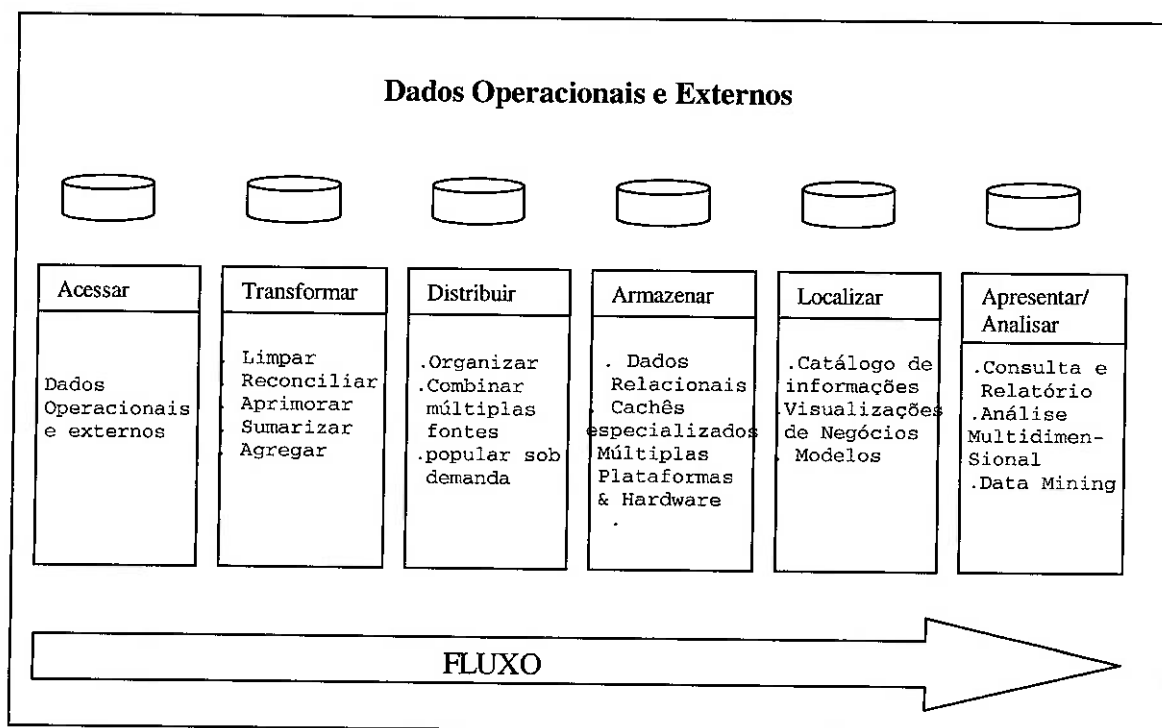 Dados Operacionais e Externos
Acessar
Dados
Operacionais
e externos
Transformar
. Limpar
. Reconciliar
. Aprimorar
. Sumarizar
. Agregar
Distribuir
.Organizar
.Combinar
múltiplas
fontes
.popular sob
demanda
Armazenar
. Dados
Relacionais
. Cachês
especializados
. Múltiplas
Plataformas
& Hardware
.
Localizar
.Catálogo de
informações
.Visualizações
de Negócios
. Modelos
Apresentar/
Analisar
.Consulta e
Relatório
.Análise
Multidimen-
Sional
.Data Mining
FLUXO